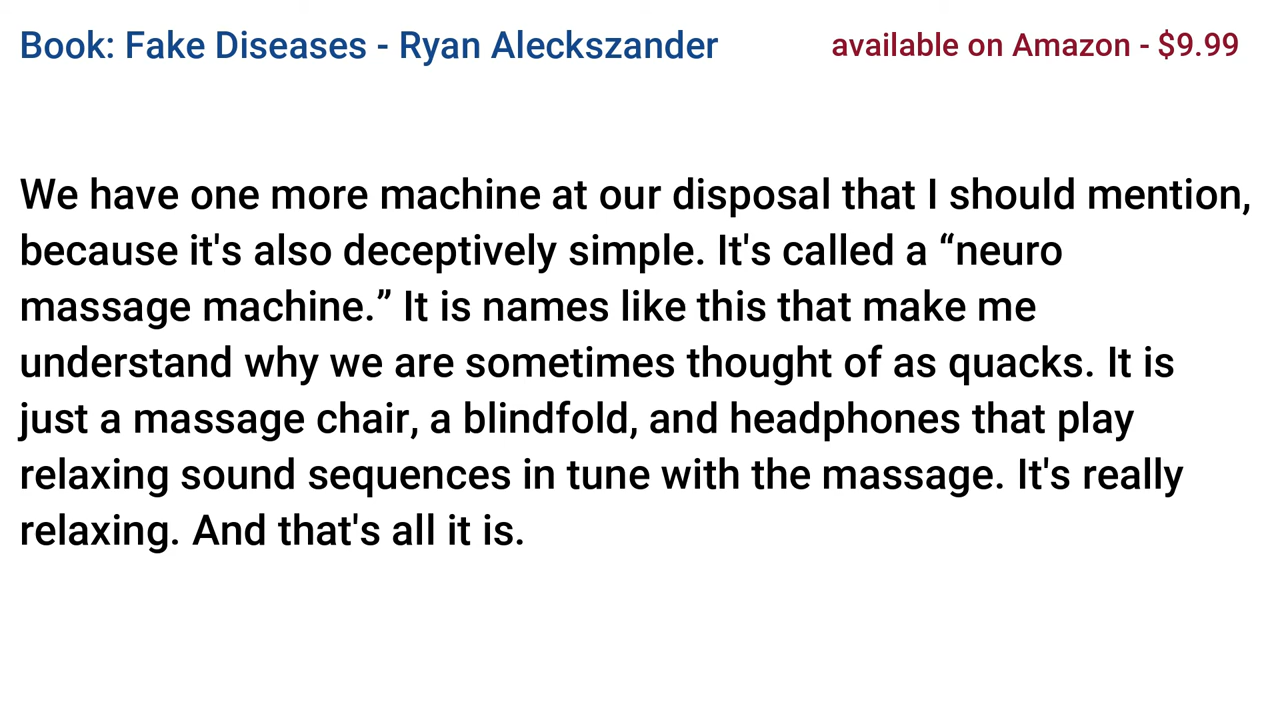 Book: Fake Diseases - Ryan Aleckszander
available on Amazon - $9.99
We have one more machine at our disposal that I should mention,
because it's also deceptively simple. It's called a “neuro
massage machine.” It is names like this that make me
understand why we are sometimes thought of as quacks. It is
just a massage chair, a blindfold, and headphones that play
relaxing sound sequences in tune with the massage. It's really
relaxing. And that's all it is.